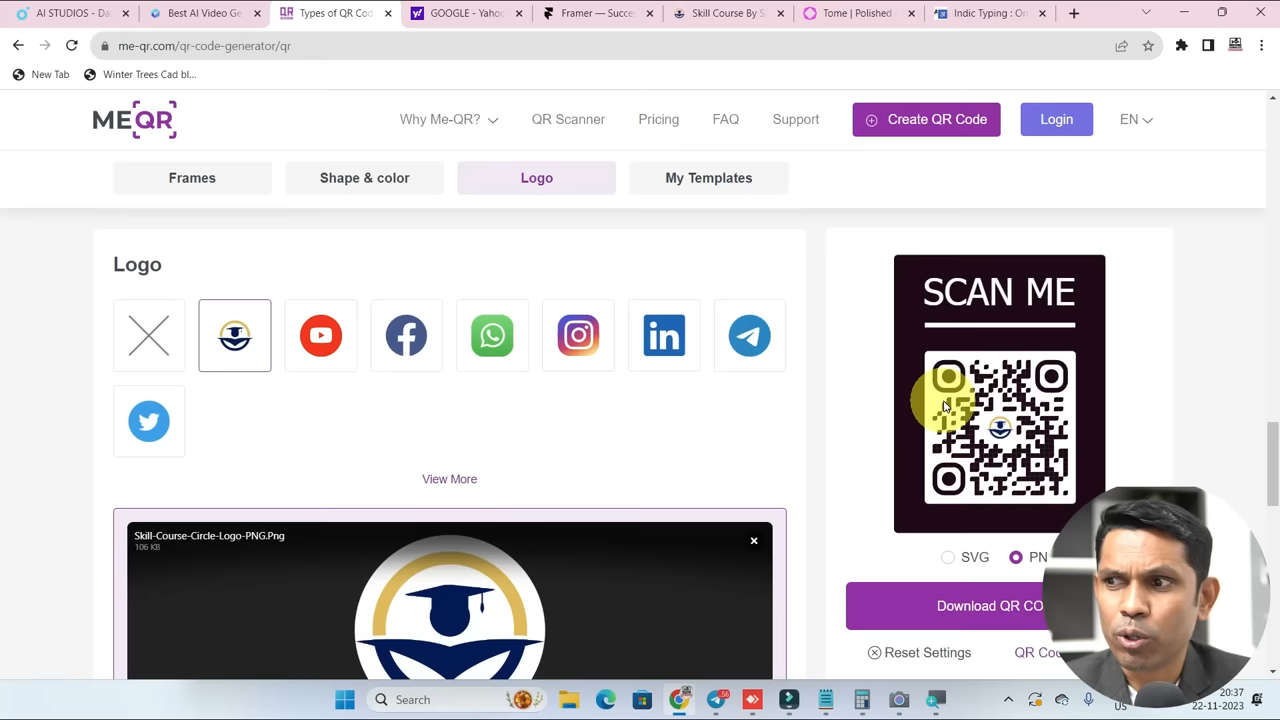 AI STUDIOS - Da
Best AI Video Ge
Types of QR Cod
GOOGLE - Yahoo
Framer — Succes
Skill Course By S
Tome | Polished
Indic Typing : On
me-qr.com/qr-code-generator/qr
New Tab
Winter Trees Cad bl...
MEQR
Why Me-QR?
QR Scanner
Pricing
FAQ
Support
Create QR Code
Login
EN
Frames
Shape & color
Logo
My Templates
Logo
SCAN ME
View More
Skill-Course-Circle-Logo-PNG.Png
106 KB
SVG
PN
Download QR CO
Reset Settings
QR Cod
Search
56
US
20:37
22-11-2023